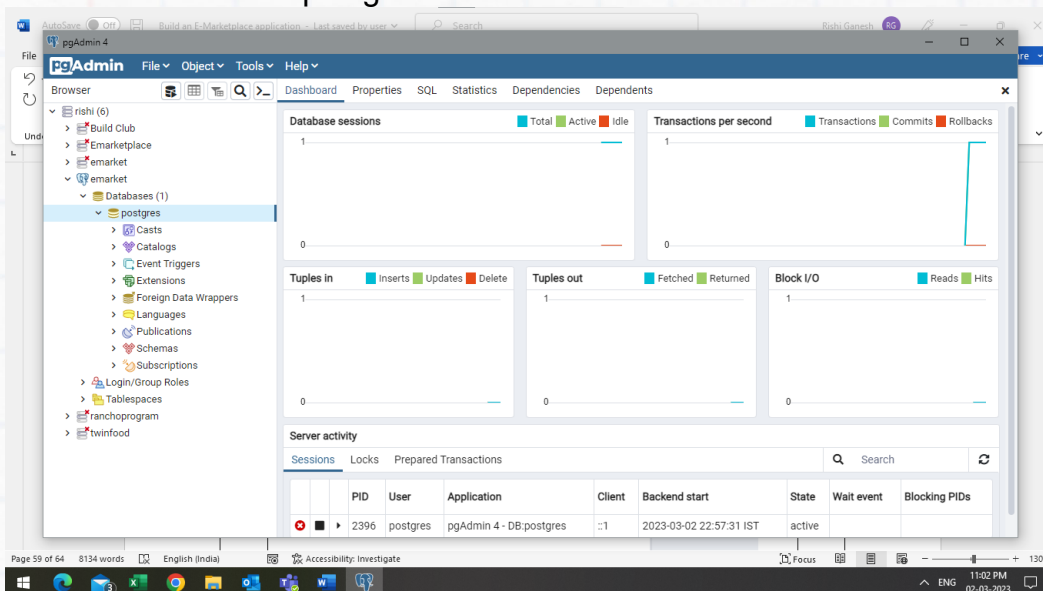 AutoSave Off Build an E-Marketplace application - Last saved by user Search Rishi Ganesh RG
pgAdmin 4
File
pgAdmin File Object Tools Help
Browser Dashboard Properties SQL Statistics Dependencies Dependents
rishi (6)
Build Club
Emarketplace
emarket
emarket
Databases (1)
postgres
Casts
Catalogs
Event Triggers
Extensions
Foreign Data Wrappers
Languages
Publications
Schemas
Subscriptions
Login/Group Roles
Tablespaces
ranchoprogram
twinfood
Database sessions Total Active Idle
1
0
Transactions per second Transactions Commits Rollbacks
1
0
Tuples in Inserts Updates Delete
1
0
Tuples out Fetched Returned
1
0
Block I/O Reads Hits
1
0
Server activity
Sessions Locks Prepared Transactions Search
PID User Application Client Backend start State Wait event Blocking PIDs
2396 postgres pgAdmin 4 - DB:postgres ::1 2023-03-02 22:57:31 IST active
Page 59 of 64 8134 words English (India) Accessibility: Investigate Focus 130
ENG 11:02 PM
02-03-2023